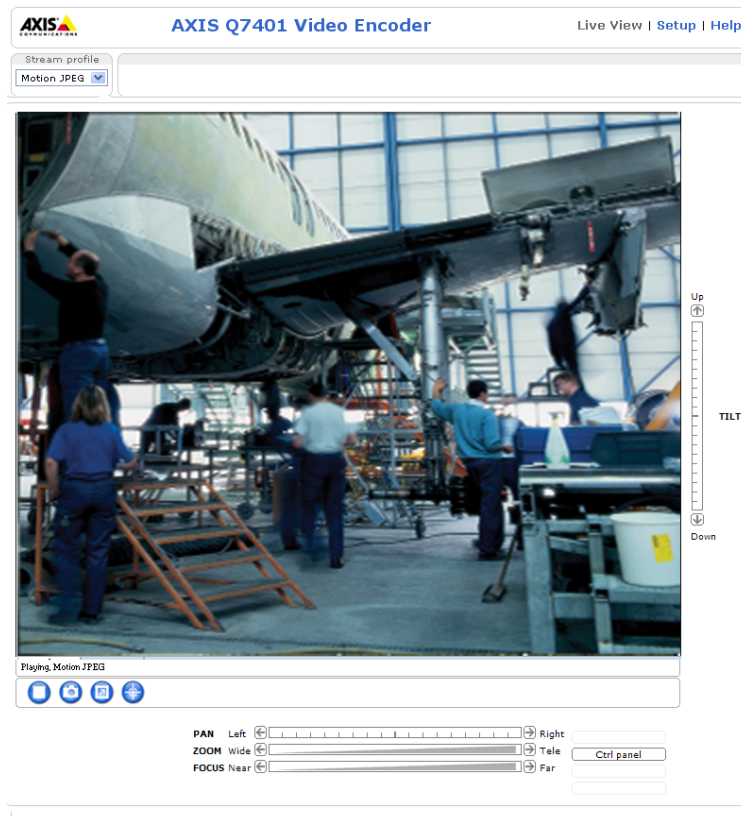 AXIS
COMMUNICATIONS
AXIS Q7401 Video Encoder
Live View | Setup | Help
Stream profile
Motion JPEG
Up
TILT
Down
Playing, Motion JPEG
PAN Left Right
ZOOM Wide Tele Ctrl panel
FOCUS Near Far